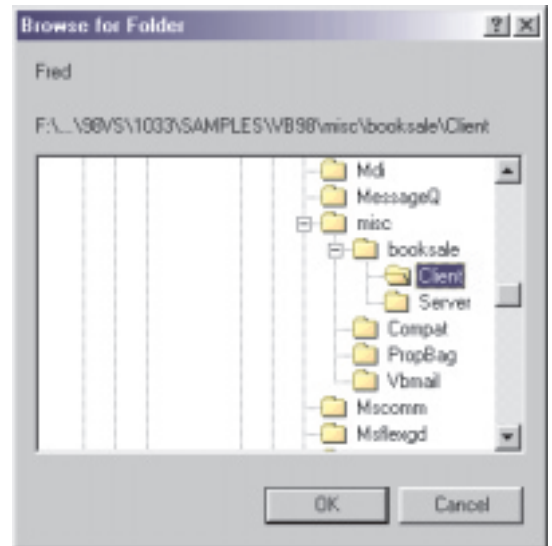 Browse for Folder
Fred
F:\...\98VS\1033\SAMPLES\VB98\misc\booksale\Client
Mdi
MessageQ
misc
booksale
Client
Server
Compat
PropBag
Vbmail
Mscomm
Msflexgd
OK Cancel